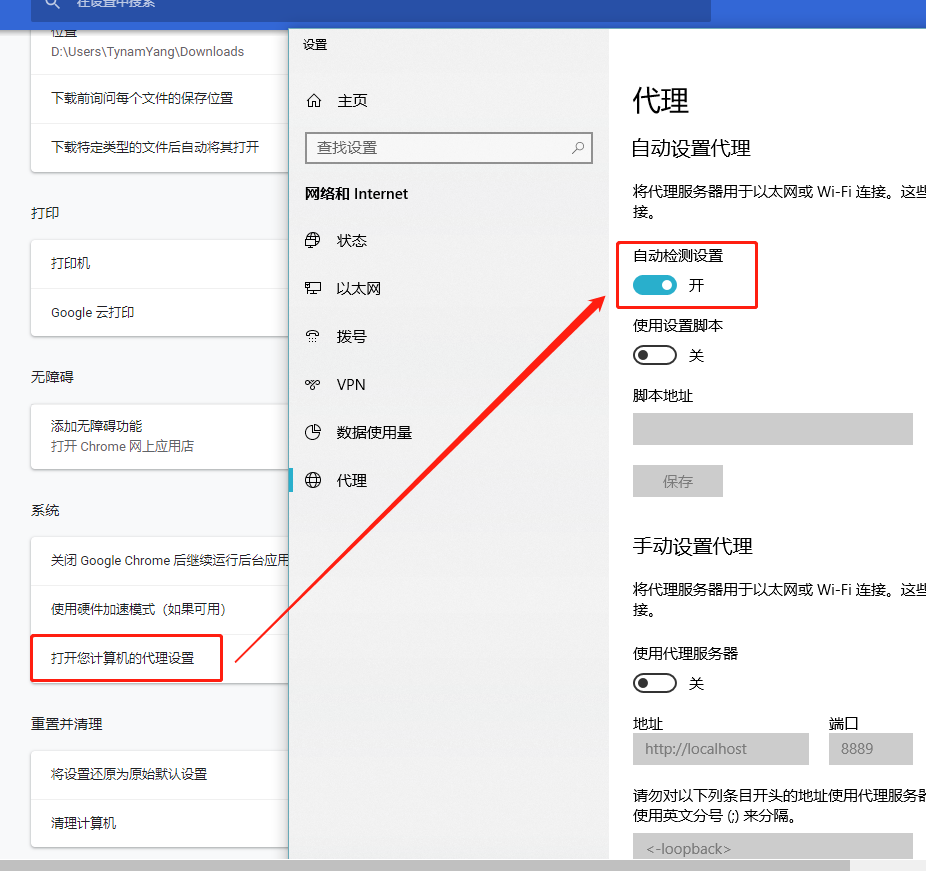 在设置中搜索
位置
D:\Users\TynamYang\Downloads
下载前询问每个文件的保存位置
下载特定类型的文件后自动将其打开
打印
打印机
Google 云打印
无障碍
添加无障碍功能
打开 Chrome 网上应用店
系统
关闭 Google Chrome 后继续运行后台应用
使用硬件加速模式（如果可用）
打开您计算机的代理设置
重置并清理
将设置还原为原始默认设置
清理计算机
设置
主页
查找设置
网络和 Internet
状态
以太网
拨号
VPN
数据使用量
代理
代理
自动设置代理
将代理服务器用于以太网或 Wi-Fi 连接。这些
接。
自动检测设置
开
使用设置脚本
关
脚本地址
保存
手动设置代理
将代理服务器用于以太网或 Wi-Fi 连接。这些
接。
使用代理服务器
关
地址 端口
http://localhost 8889
请勿对以下列条目开头的地址使用代理服务器
使用英文分号 (;) 来分隔。
<-loopback>